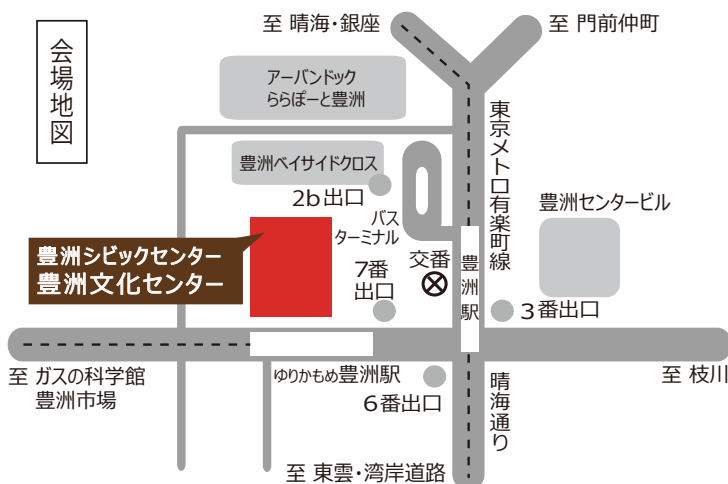 会場地図
至 晴海・銀座
至 門前仲町
アーバンドック
ららぽーと豊洲
東京メトロ有楽町線
豊洲ベイサイドクロス
2b出口
バス
ターミナル
豊洲センタービル
豊洲シビックセンター
豊洲文化センター
7番
出口
交番
豊洲駅
3番出口
至 ガスの科学館
豊洲市場
ゆりかもめ豊洲駅
6番出口
晴海通り
至 枝川
至 東雲・湾岸道路